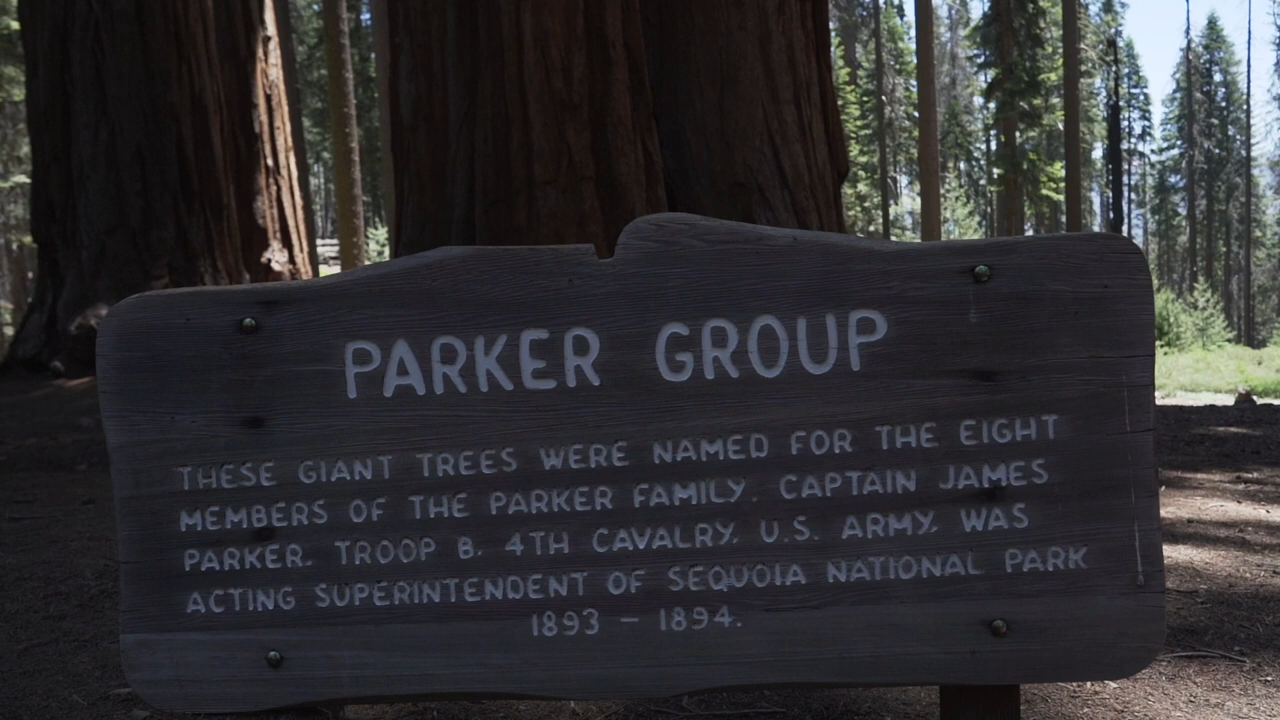 PARKER GROUP
THESE GIANT TREES WERE NAMED FOR THE EIGHT
MEMBERS OF THE PARKER FAMILY. CAPTAIN JAMES
PARKER. TROOP B. 4TH CAVALRY. U.S. ARMY. WAS
ACTING SUPERINTENDENT OF SEQUOIA NATIONAL PARK
1893 – 1894.